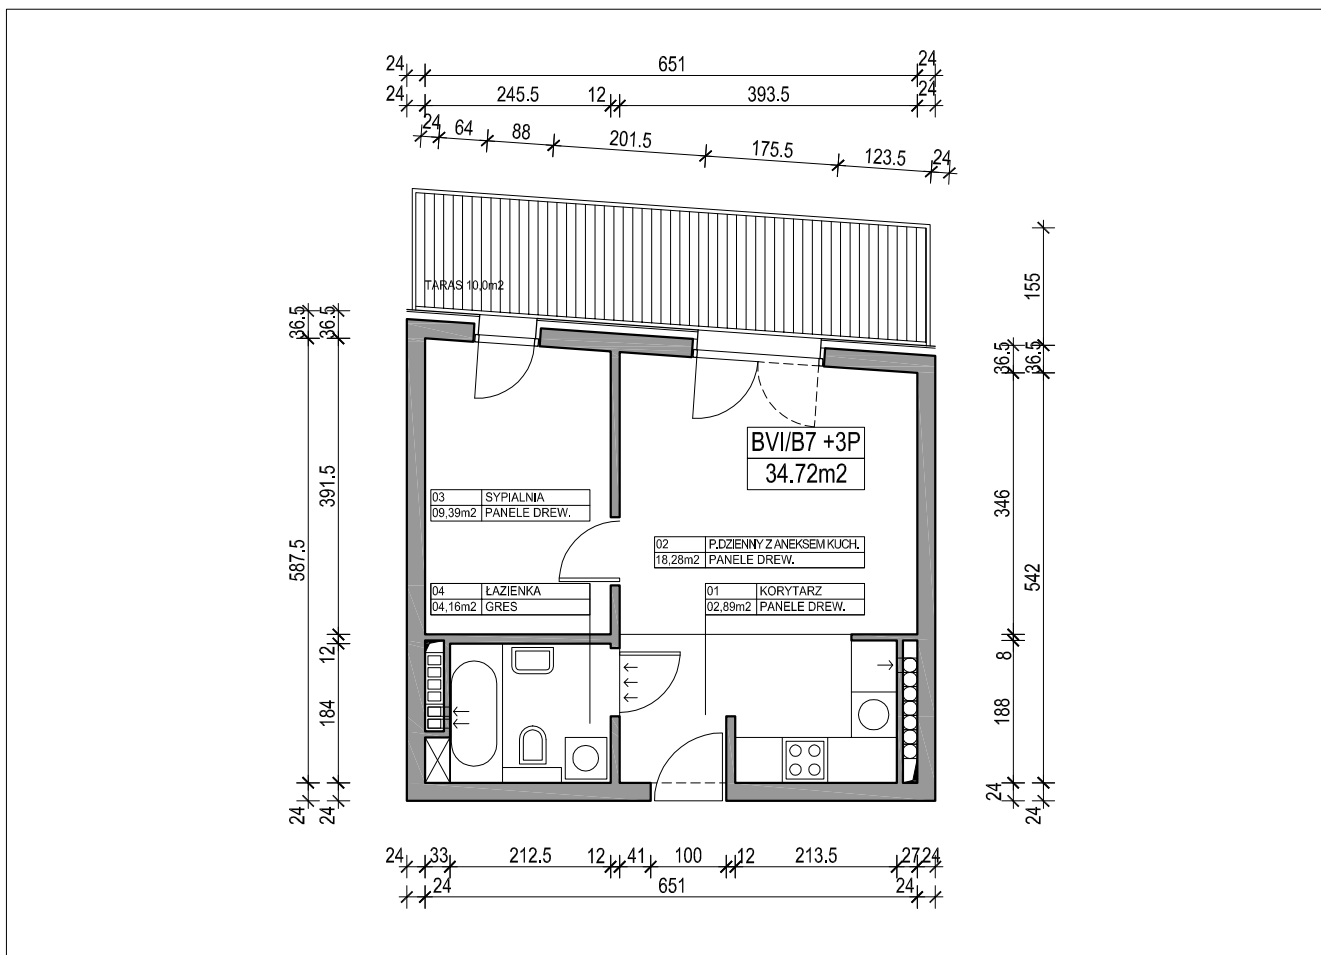 24 651 24
24 245.5 12 393.5 24
24 64 88 201.5 175.5 123.5 24
TARAS 10,0m2
36.5 36.5
155
36.5 36.5
BVI/B7 +3P
34.72m2
391.5
587.5
346
542
03 SYPIALNIA
09,39m2 PANELE DREW.
02 P.DZIENNY Z ANEKSEM KUCH.
18,28m2 PANELE DREW.
04 ŁAZIENKA
04,16m2 GRES
01 KORYTARZ
02,89m2 PANELE DREW.
12
8
184
188
24 24
24 24
24 33 212.5 12 41 100 12 213.5 27 24
24 651 24